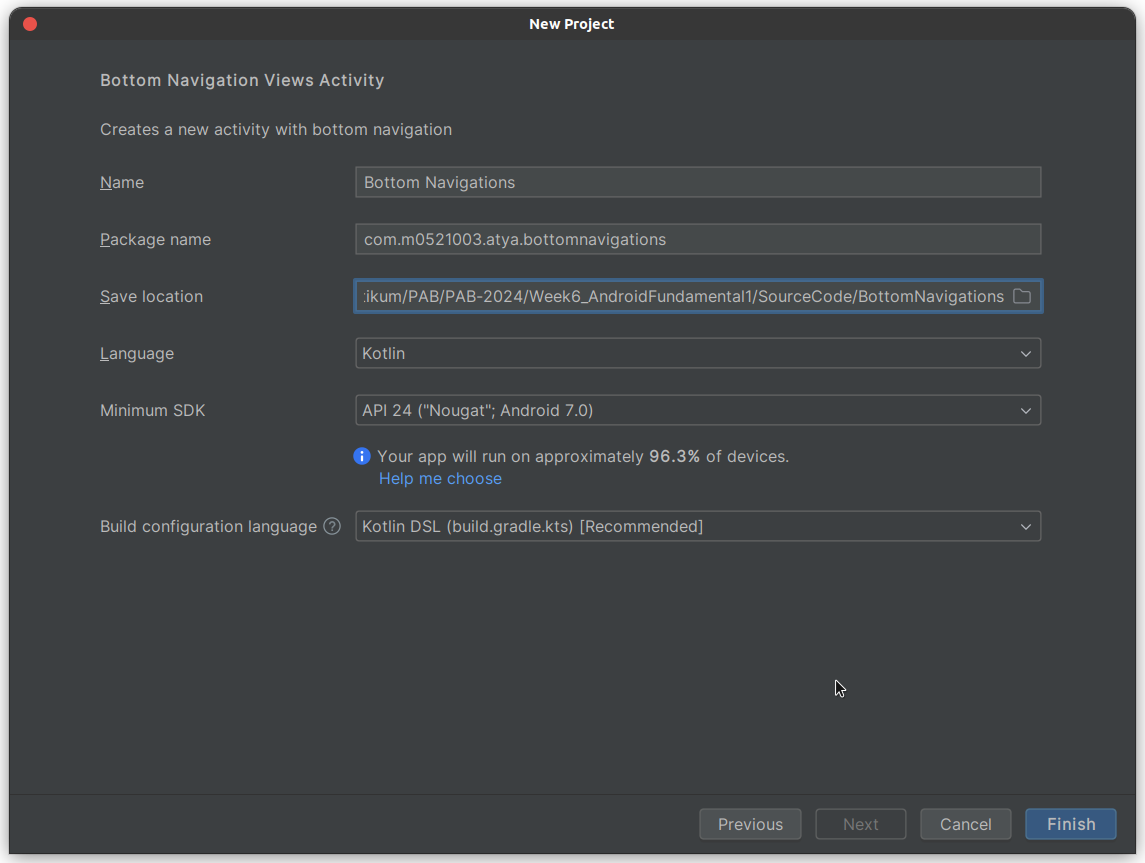 New Project
Bottom Navigation Views Activity
Creates a new activity with bottom navigation
Name
Bottom Navigations
Package name
com.m0521003.atya.bottomnavigations
Save location
ikum/PAB/PAB-2024/Week6_AndroidFundamental1/SourceCode/BottomNavigations
Language
Kotlin
Minimum SDK
API 24 ("Nougat"; Android 7.0)
Your app will run on approximately 96.3% of devices.
Help me choose
Build configuration language ?
Kotlin DSL (build.gradle.kts) [Recommended]
Previous Next Cancel Finish